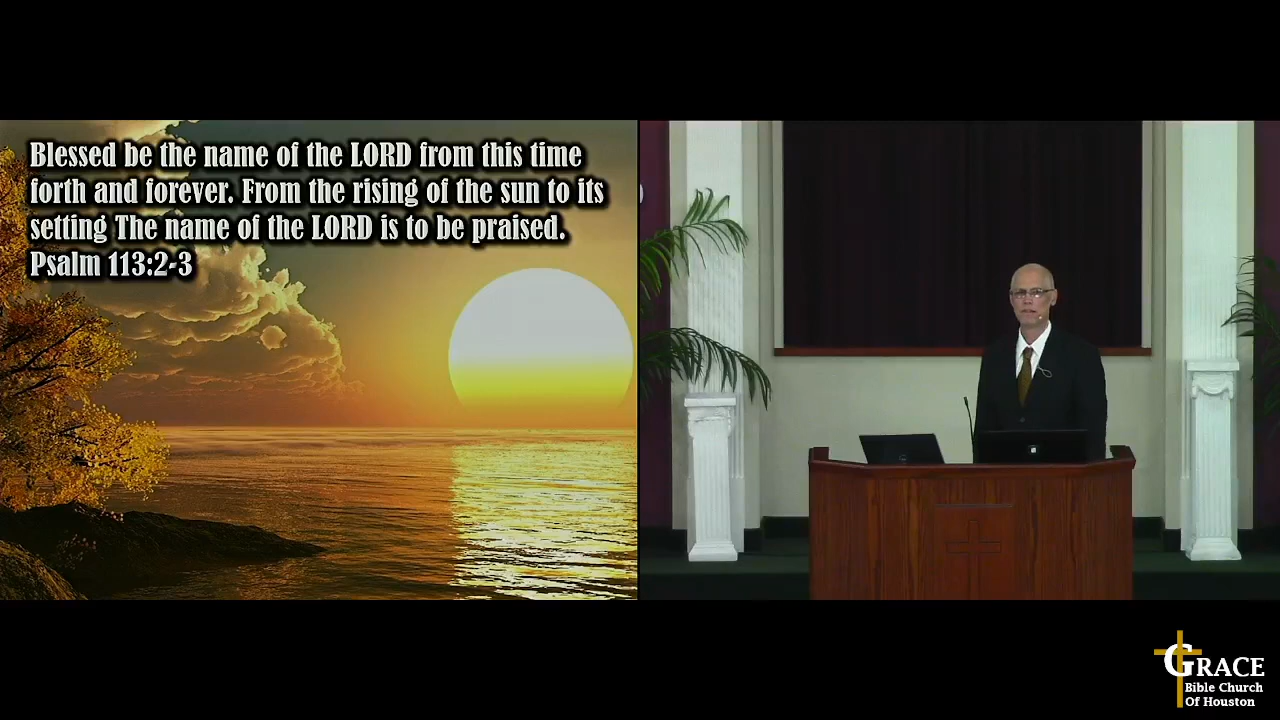 Blessed be the name of the LORD from this time
forth and forever. From the rising of the sun to its
setting The name of the LORD is to be praised.
Psalm 113:2-3
GRACE
Bible Church
Of Houston